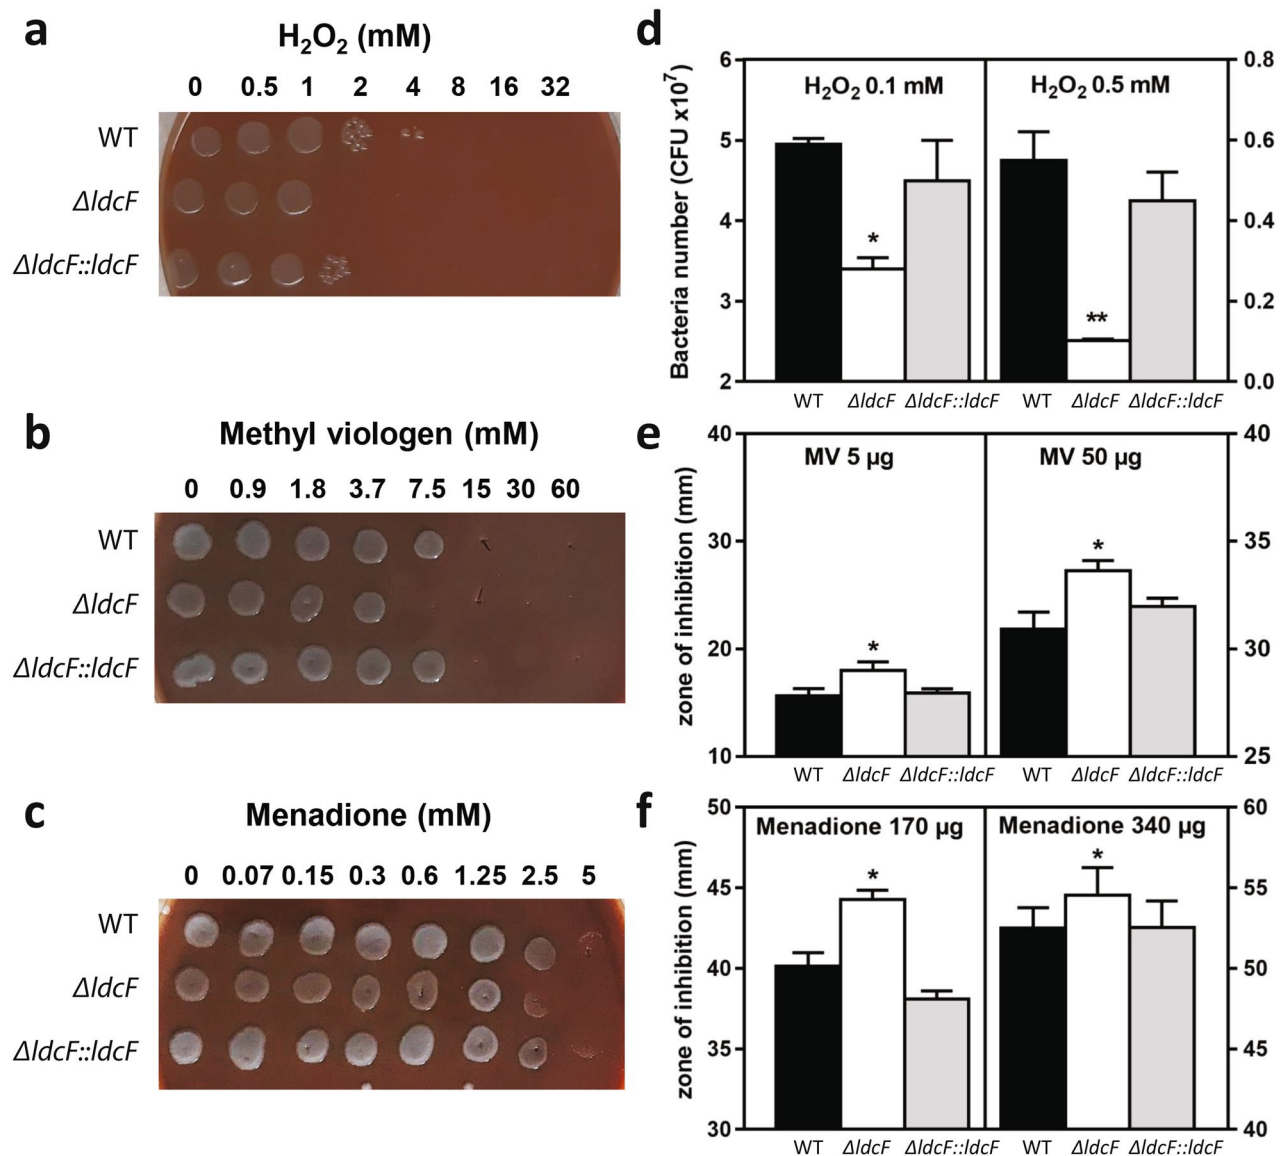 a
H₂O₂ (mM)
0 0.5 1 2 4 8 16 32
WT
ΔldcF
ΔldcF::ldcF
b
Methyl viologen (mM)
0 0.9 1.8 3.7 7.5 15 30 60
WT
ΔldcF
ΔldcF::ldcF
c
Menadione (mM)
0 0.07 0.15 0.3 0.6 1.25 2.5 5
WT
ΔldcF
ΔldcF::ldcF
d
Bacteria number (CFU x10⁷)
6
5
4
3
2
H₂O₂ 0.1 mM
*
H₂O₂ 0.5 mM
**
0.8
0.6
0.4
0.2
0.0
WT ΔldcF ΔldcF::ldcF WT ΔldcF ΔldcF::ldcF
e
zone of inhibition (mm)
40
30
20
10
MV 5 µg
*
MV 50 µg
*
40
35
30
25
WT ΔldcF ΔldcF::ldcF WT ΔldcF ΔldcF::ldcF
f
zone of inhibition (mm)
50
45
40
35
30
Menadione 170 µg
*
Menadione 340 µg
*
60
55
50
45
40
WT ΔldcF ΔldcF::ldcF WT ΔldcF ΔldcF::ldcF